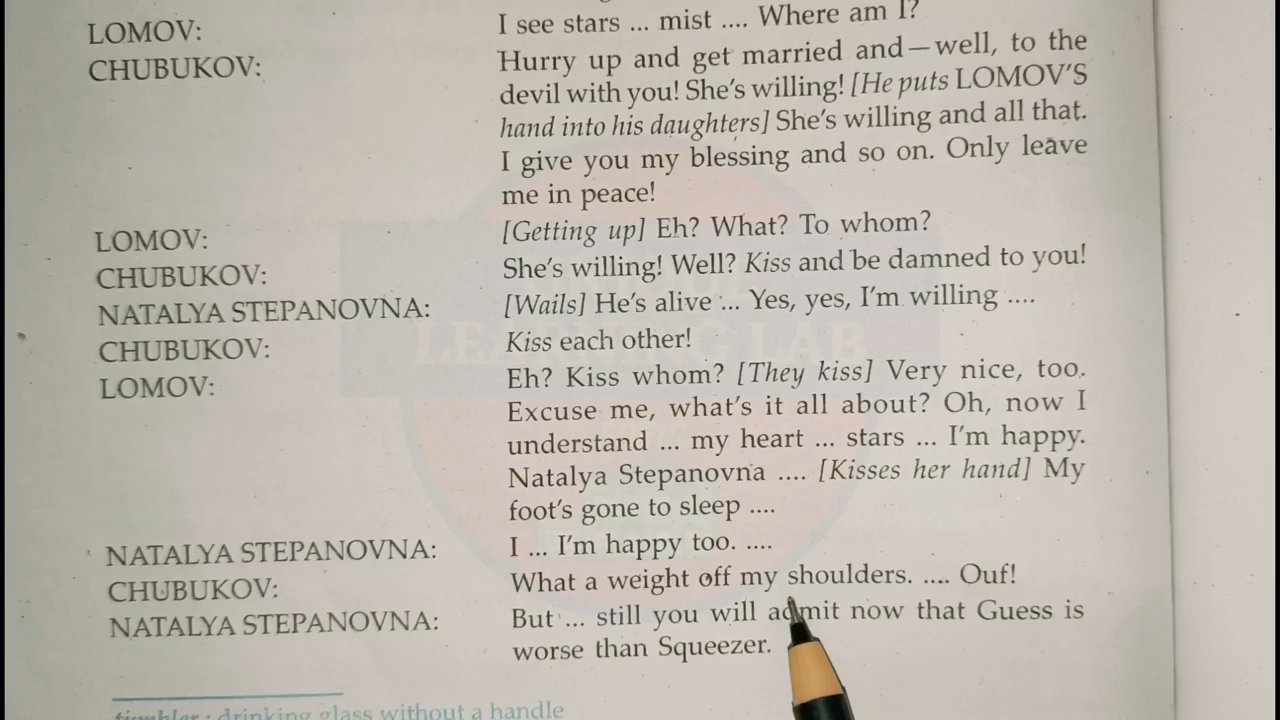 LOMOV: I see stars ... mist .... Where am I?
CHUBUKOV: Hurry up and get married and—well, to the
devil with you! She's willing! [He puts LOMOV'S
hand into his daughters] She's willing and all that.
I give you my blessing and so on. Only leave
me in peace!
LOMOV: [Getting up] Eh? What? To whom?
CHUBUKOV: She's willing! Well? Kiss and be damned to you!
NATALYA STEPANOVNA: [Wails] He's alive ... Yes, yes, I'm willing ....
CHUBUKOV: Kiss each other!
LOMOV: Eh? Kiss whom? [They kiss] Very nice, too.
Excuse me, what's it all about? Oh, now I
understand ... my heart ... stars ... I'm happy.
Natalya Stepanovna .... [Kisses her hand] My
foot's gone to sleep ....
NATALYA STEPANOVNA: I ... I'm happy too. ....
CHUBUKOV: What a weight off my shoulders. .... Ouf!
NATALYA STEPANOVNA: But ... still you will admit now that Guess is
worse than Squeezer.
tumbler : drinking glass without a handle
LEARNING LAB